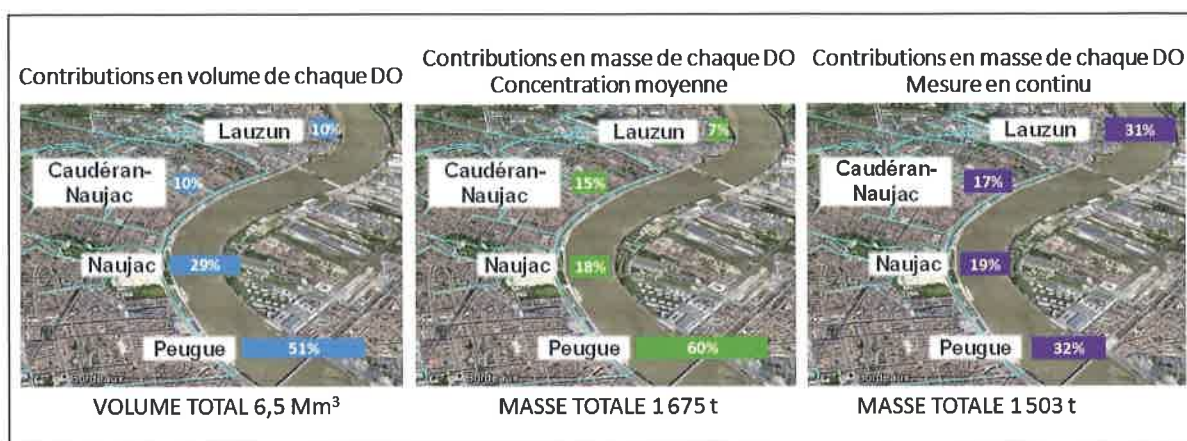 Contributions en volume de chaque DO
Lauzun 10%
Caudéran-
Naujac
10%
Naujac 29%
Peugue 51%
VOLUME TOTAL 6,5 Mm³
Contributions en masse de chaque DO
Concentration moyenne
Lauzun 7%
Caudéran-
Naujac
15%
Naujac 18%
Peugue 60%
MASSE TOTALE 1 675 t
Contributions en masse de chaque DO
Mesure en continu
Lauzun 31%
Caudéran-
Naujac
17%
Naujac 19%
Peugue 32%
MASSE TOTALE 1 503 t